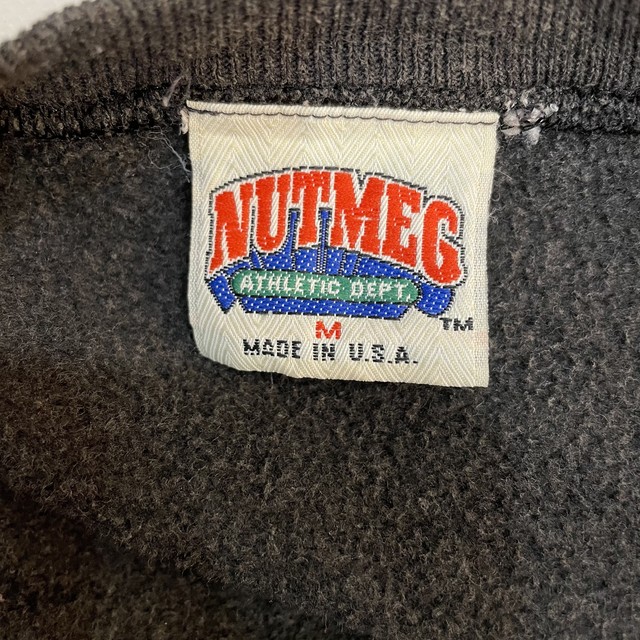 NUTMEG
ATHLETIC DEPT.
M
TM
MADE IN U.S.A.